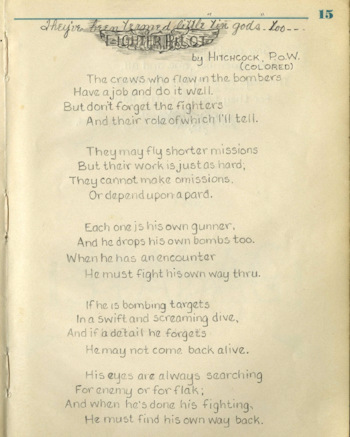 They've been termed little tin gods. too---
15
FIGHTER PILOT
by HITCHCOCK, P.o.W.
(COLORED)
The crews who flew in the bombers
Have a job and do it well.
But don't forget the fighters
And their role of which I'll tell.
They may fly shorter missions
But their work is just as hard,
They cannot make omissions,
Or depend upon a pard.
Each one is his own gunner,
And he drops his own bombs too.
When he has an encounter
He must fight his own way thru.
If he is bombing targets
In a swift and screaming dive,
And if a detail he forgets
He may not come back alive.
His eyes are always searching
For enemy or for flak;
And when he's done his fighting,
He must find his own way back.